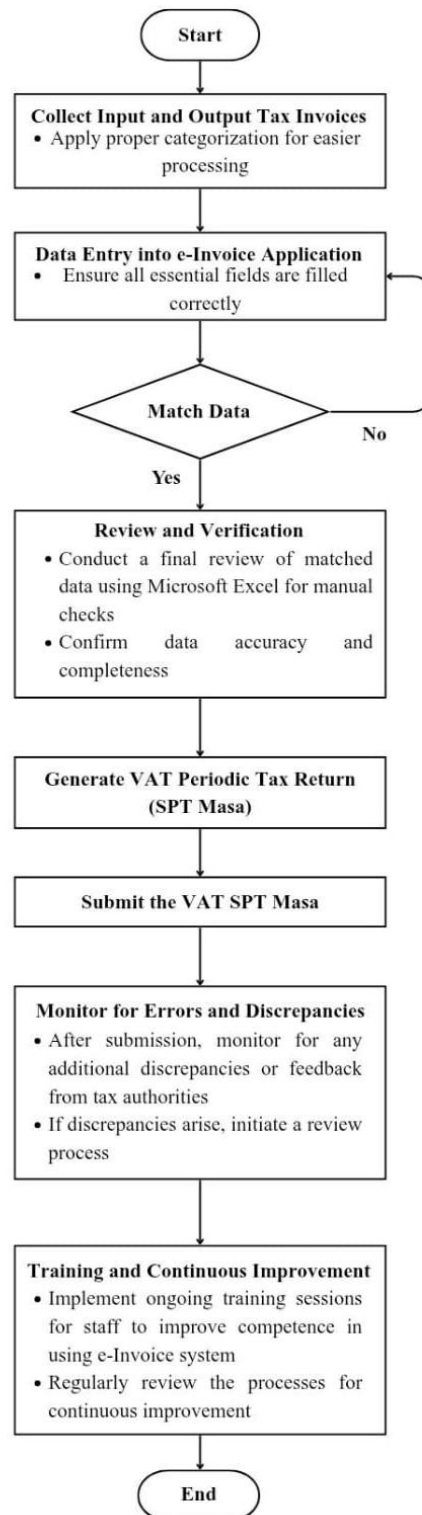 Start
Collect Input and Output Tax Invoices
• Apply proper categorization for easier
processing
Data Entry into e-Invoice Application
• Ensure all essential fields are filled
correctly
Match Data
No
Yes
Review and Verification
• Conduct a final review of matched
data using Microsoft Excel for manual
checks
• Confirm data accuracy and
completeness
Generate VAT Periodic Tax Return
(SPT Masa)
Submit the VAT SPT Masa
Monitor for Errors and Discrepancies
• After submission, monitor for any
additional discrepancies or feedback
from tax authorities
• If discrepancies arise, initiate a review
process
Training and Continuous Improvement
• Implement ongoing training sessions
for staff to improve competence in
using e-Invoice system
• Regularly review the processes for
continuous improvement
End